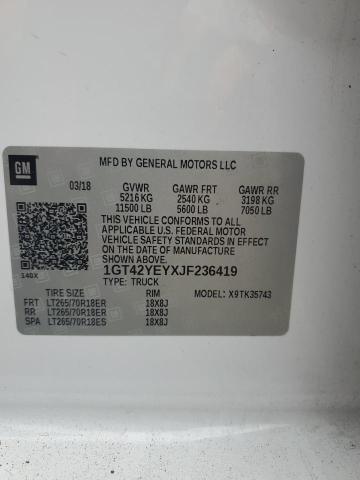 GM
MFD BY GENERAL MOTORS LLC
03/18 GVWR GAWR FRT GAWR RR
5216 KG 2540 KG 3198 KG
11500 LB 5600 LB 7050 LB
THIS VEHICLE CONFORMS TO ALL
APPLICABLE U.S. FEDERAL MOTOR
VEHICLE SAFETY STANDARDS IN EFFECT ON
THE DATE OF MANUFACTURE SHOWN ABOVE.
140X
1GT42YEYXJF236419
TYPE: TRUCK
TIRE SIZE RIM MODEL: X9TK35743
FRT LT265/70R18ER 18X8J
RR LT265/70R18ER 18X8J
SPA LT265/70R18ES 18X8J